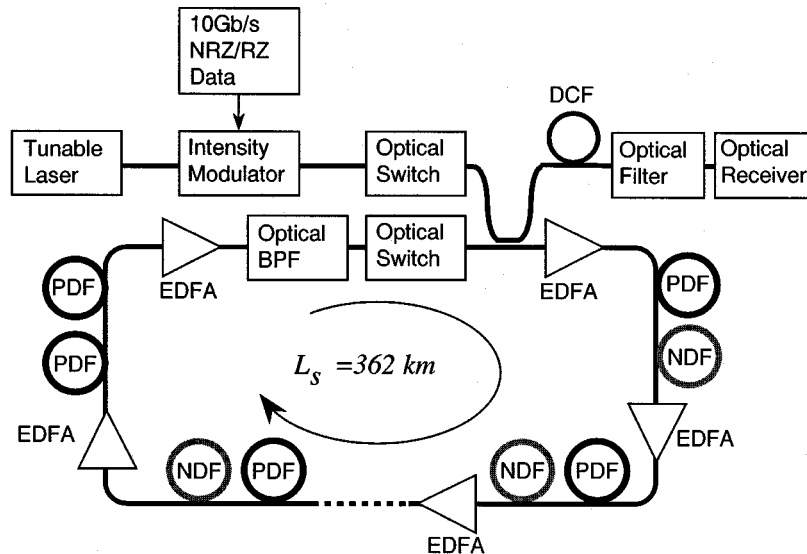 10Gb/s
NRZ/RZ
Data
DCF
Tunable
Laser
Intensity
Modulator
Optical
Switch
Optical
Filter
Optical
Receiver
Optical
BPF
Optical
Switch
EDFA
EDFA
PDF
PDF
PDF
NDF
L_s =362 km
EDFA
EDFA
NDF
PDF
NDF
PDF
EDFA